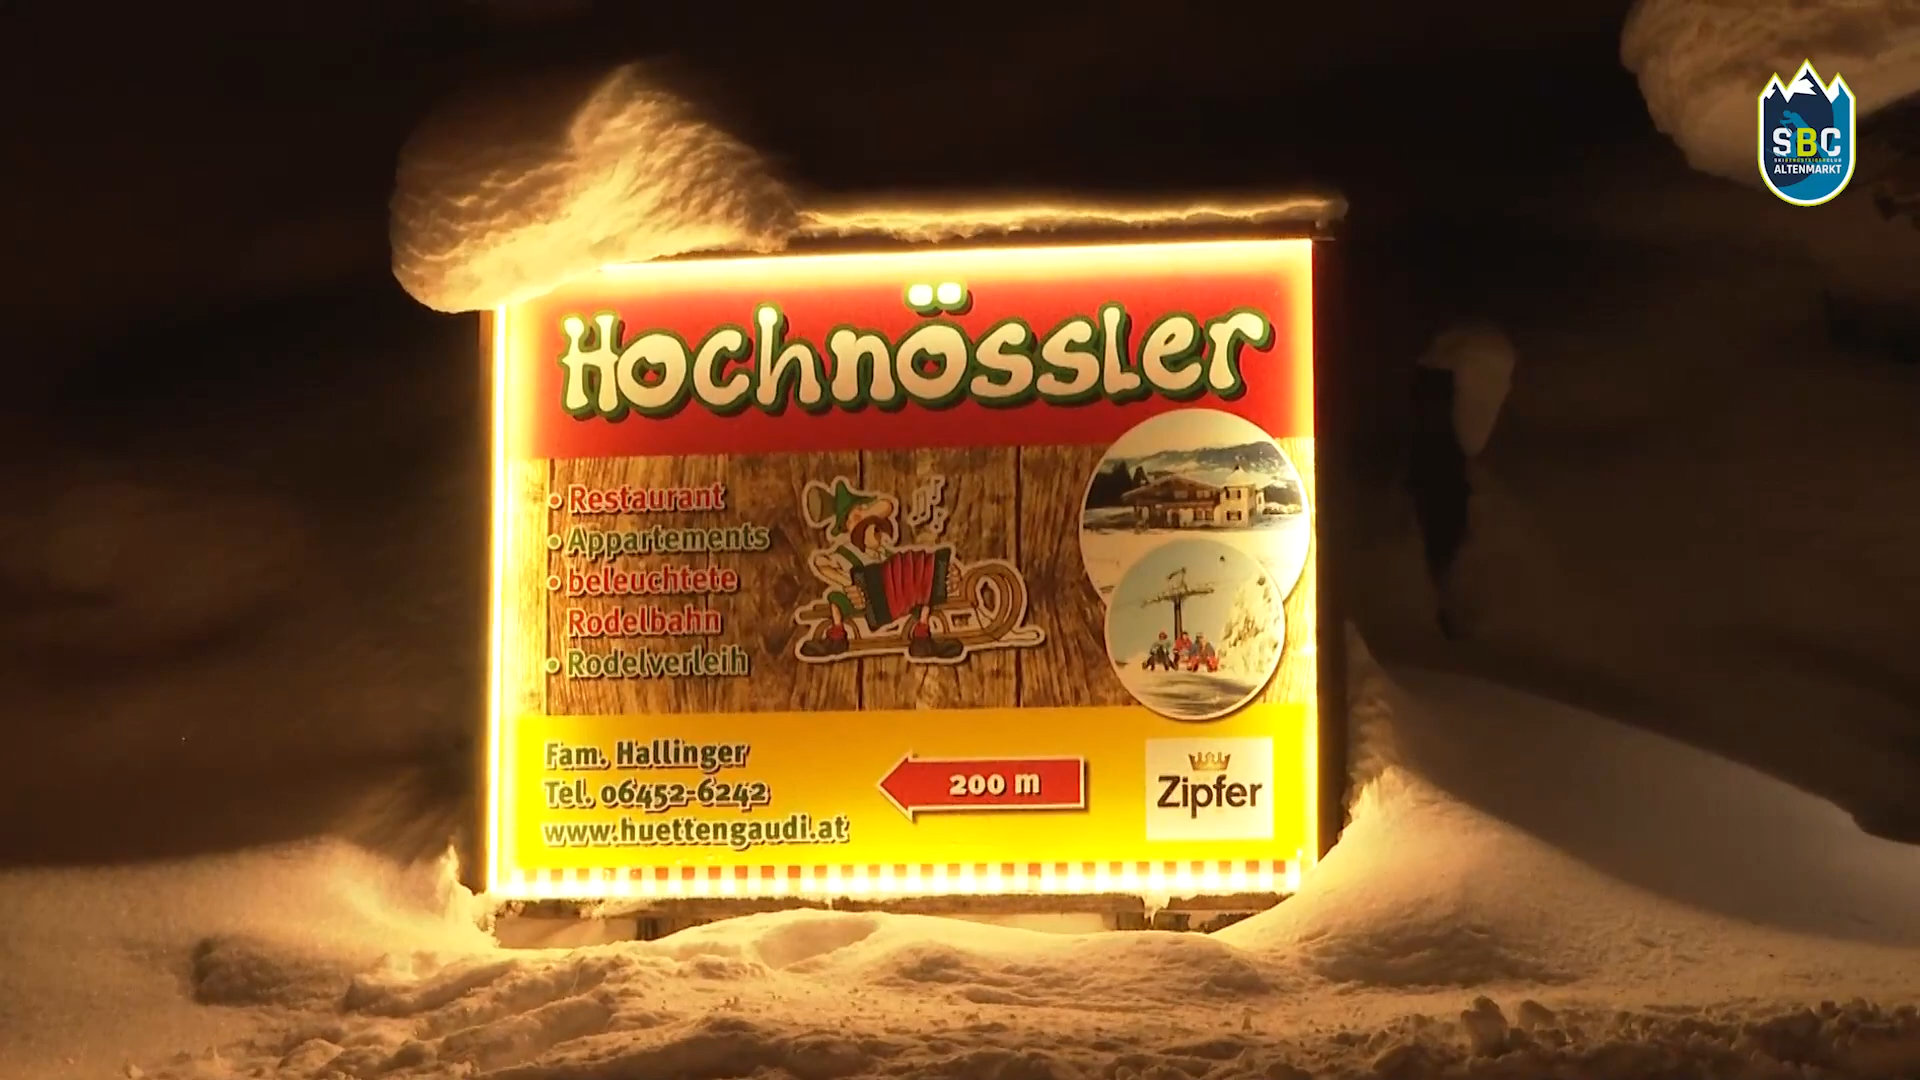 Hochnössler
• Restaurant
• Appartements
• beleuchtete
Rodelbahn
• Rodelverleih
Fam. Hallinger
Tel. 06452-6242
www.huettengaudi.at
200 m
Zipfer
SBC
ALTENMARKT